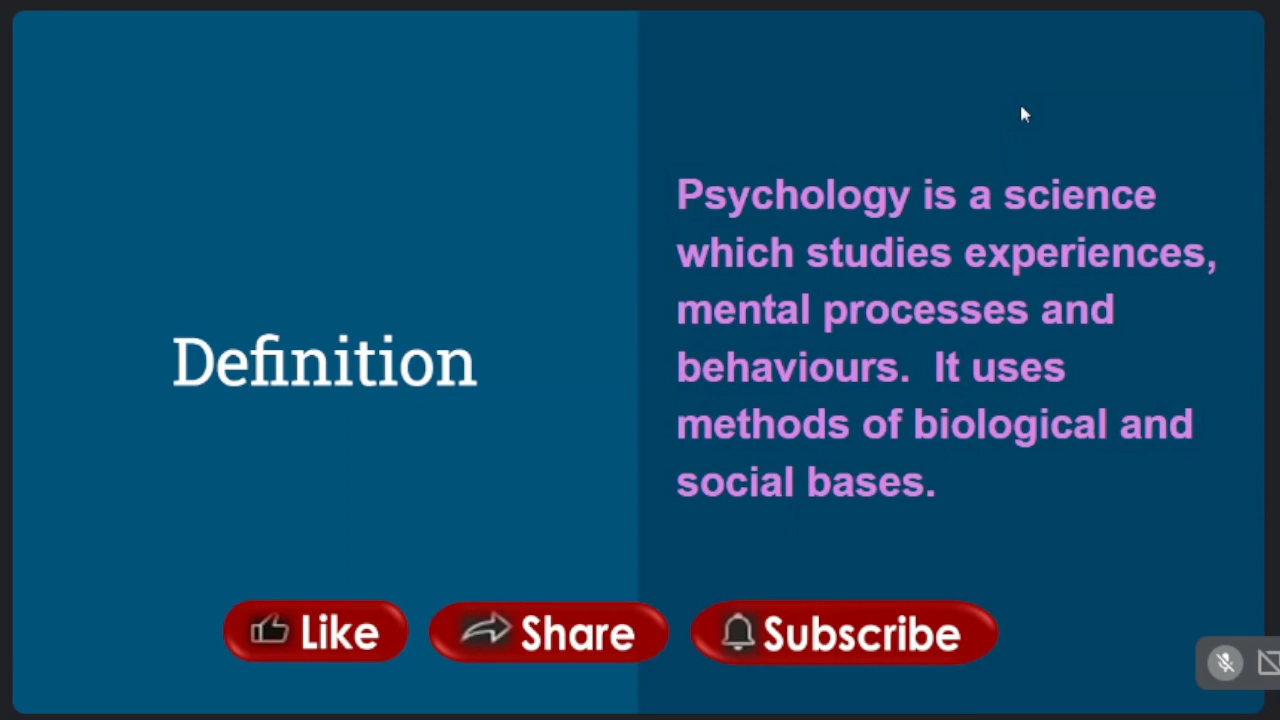 Definition
Psychology is a science
which studies experiences,
mental processes and
behaviours.  It uses
methods of biological and
social bases.
Like
Share
Subscribe